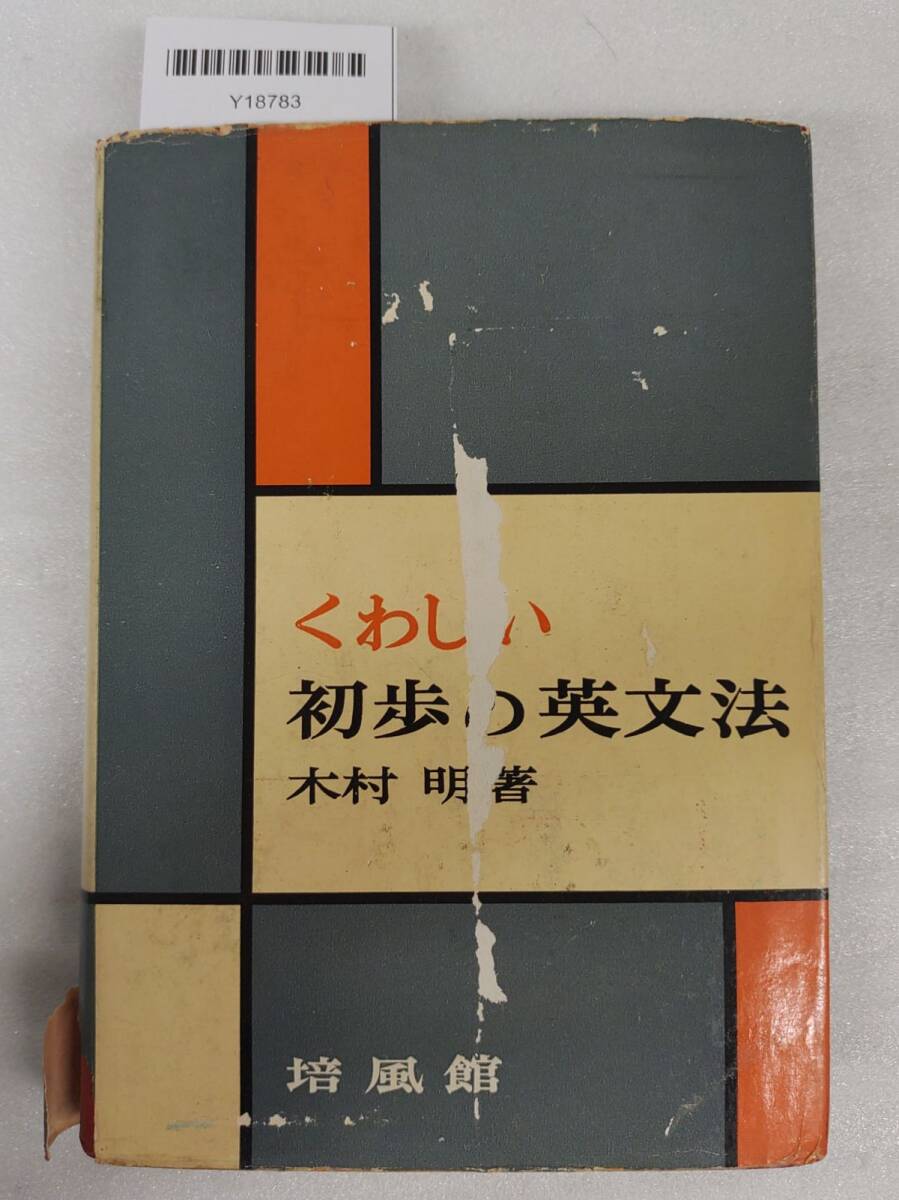 Y18783
くわしい
初歩の英文法
木村 明 著
培風館